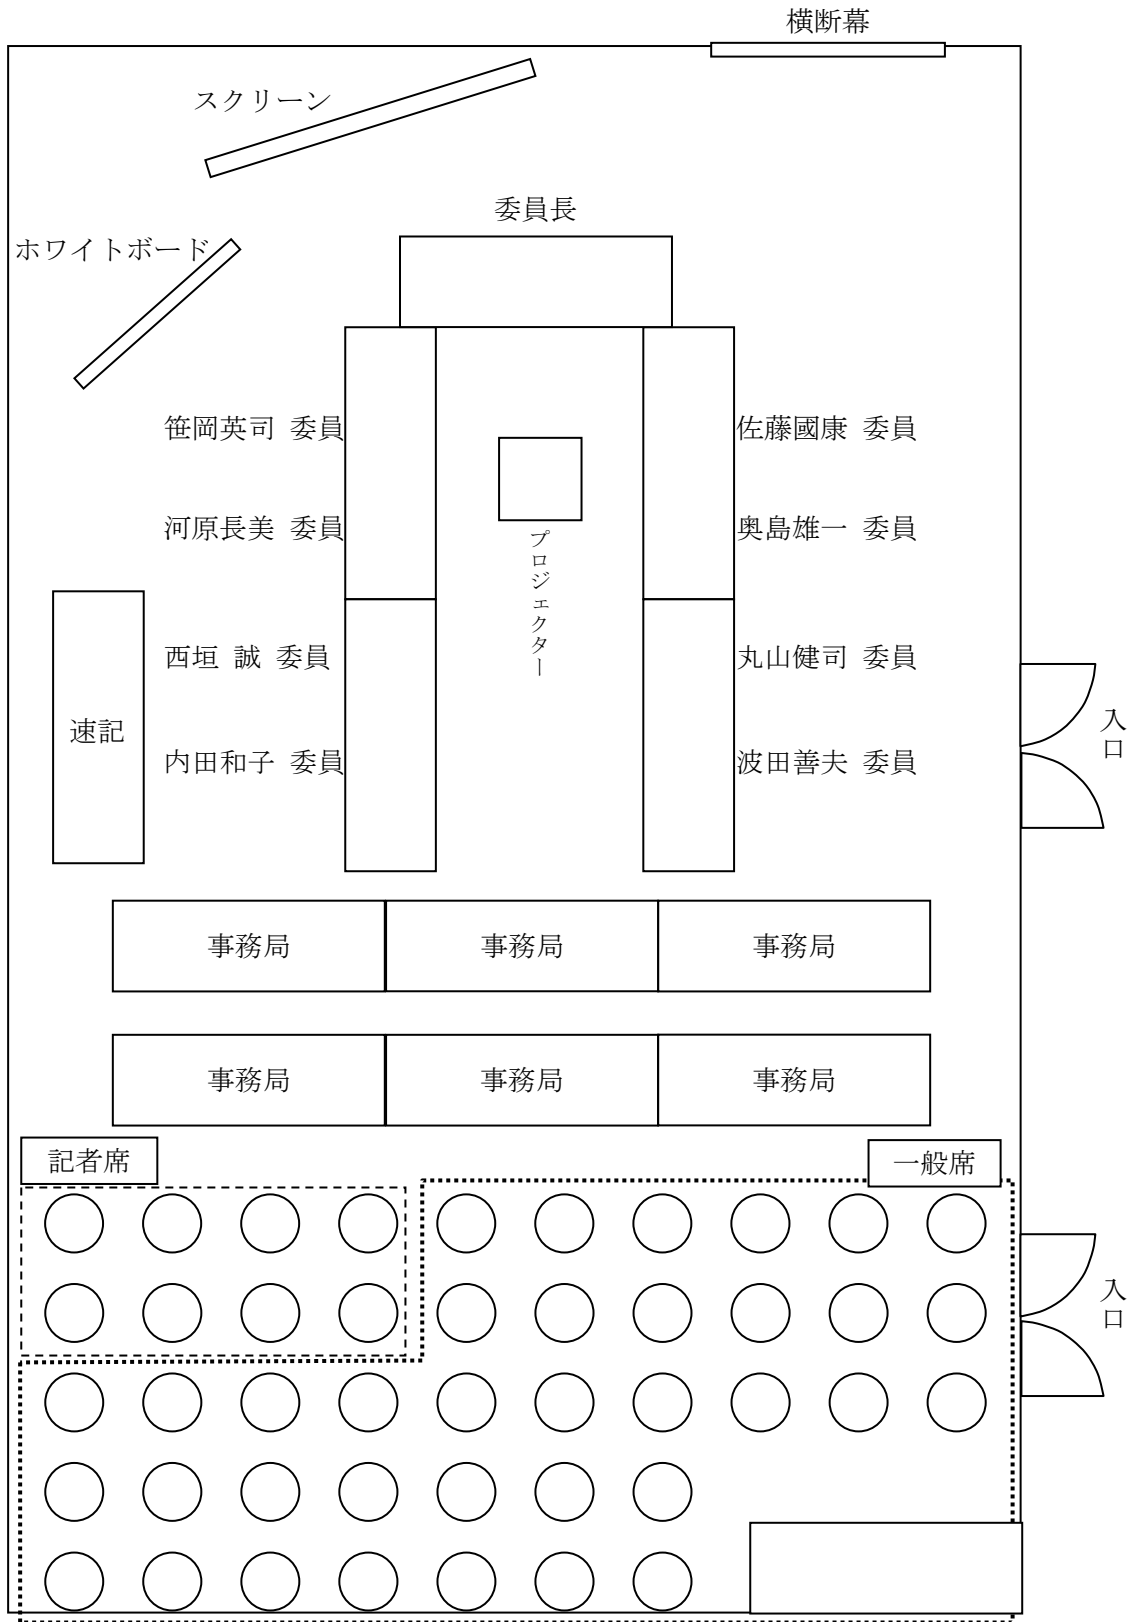 横断幕
スクリーン
委員長
ホワイトボード
笹岡英司 委員
佐藤國康 委員
河原長美 委員
奥島雄一 委員
プロジェクター
西垣 誠 委員
丸山健司 委員
入口
速記
内田和子 委員
波田善夫 委員
事務局
事務局
事務局
事務局
事務局
事務局
記者席
一般席
入口